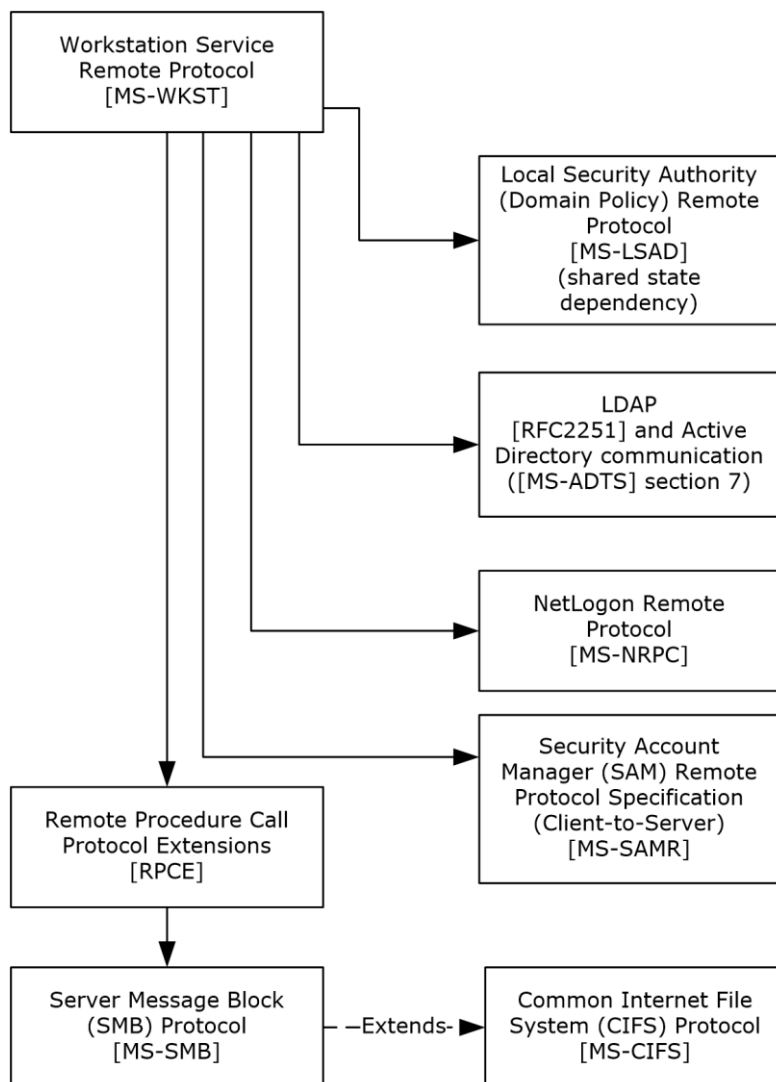 Workstation Service
Remote Protocol
[MS-WKST]
Local Security Authority
(Domain Policy) Remote
Protocol
[MS-LSAD]
(shared state
dependency)
LDAP
[RFC2251] and Active
Directory communication
([MS-ADTS] section 7)
NetLogon Remote
Protocol
[MS-NRPC]
Security Account
Manager (SAM) Remote
Protocol Specification
(Client-to-Server)
[MS-SAMR]
Remote Procedure Call
Protocol Extensions
[RPCE]
Server Message Block
(SMB) Protocol
[MS-SMB]
Extends
Common Internet File
System (CIFS) Protocol
[MS-CIFS]